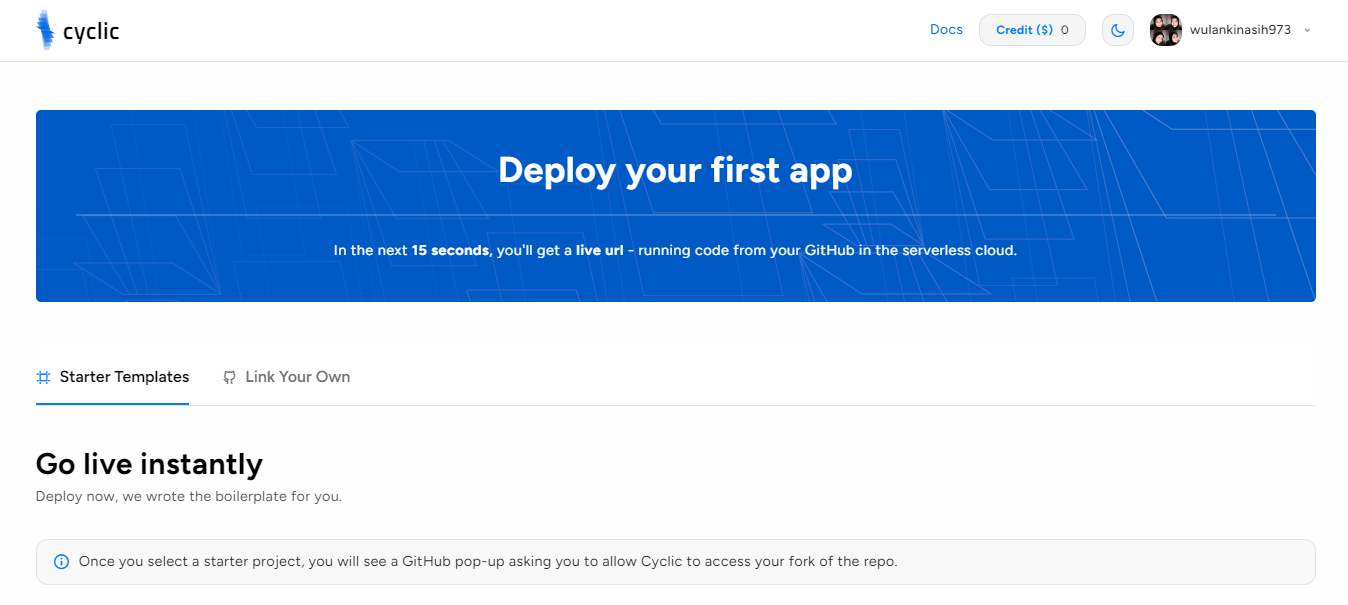 cyclic
Docs
Credit ($) 0
wulankinasih973
Deploy your first app
In the next 15 seconds, you'll get a live url - running code from your GitHub in the serverless cloud.
Starter Templates
Link Your Own
Go live instantly
Deploy now, we wrote the boilerplate for you.
Once you select a starter project, you will see a GitHub pop-up asking you to allow Cyclic to access your fork of the repo.